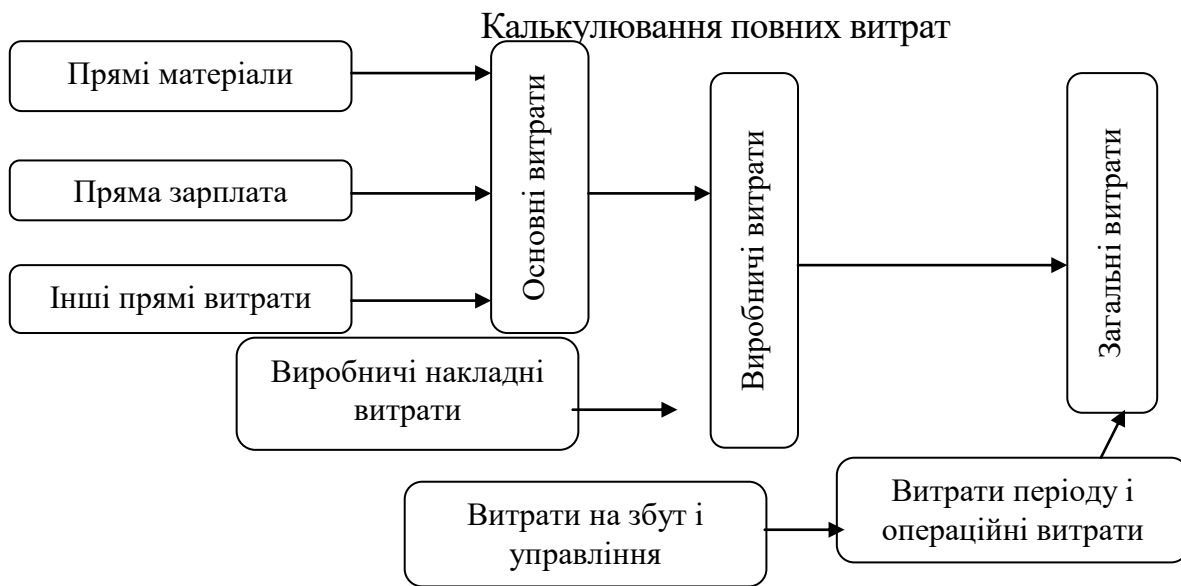 Калькулювання повних витрат
Прямі матеріали
Пряма зарплата
Інші прямі витрати
Основні витрати
Виробничі накладні
витрати
Виробничі витрати
Загальні витрати
Витрати на збут і
управління
Витрати періоду і
операційні витрати